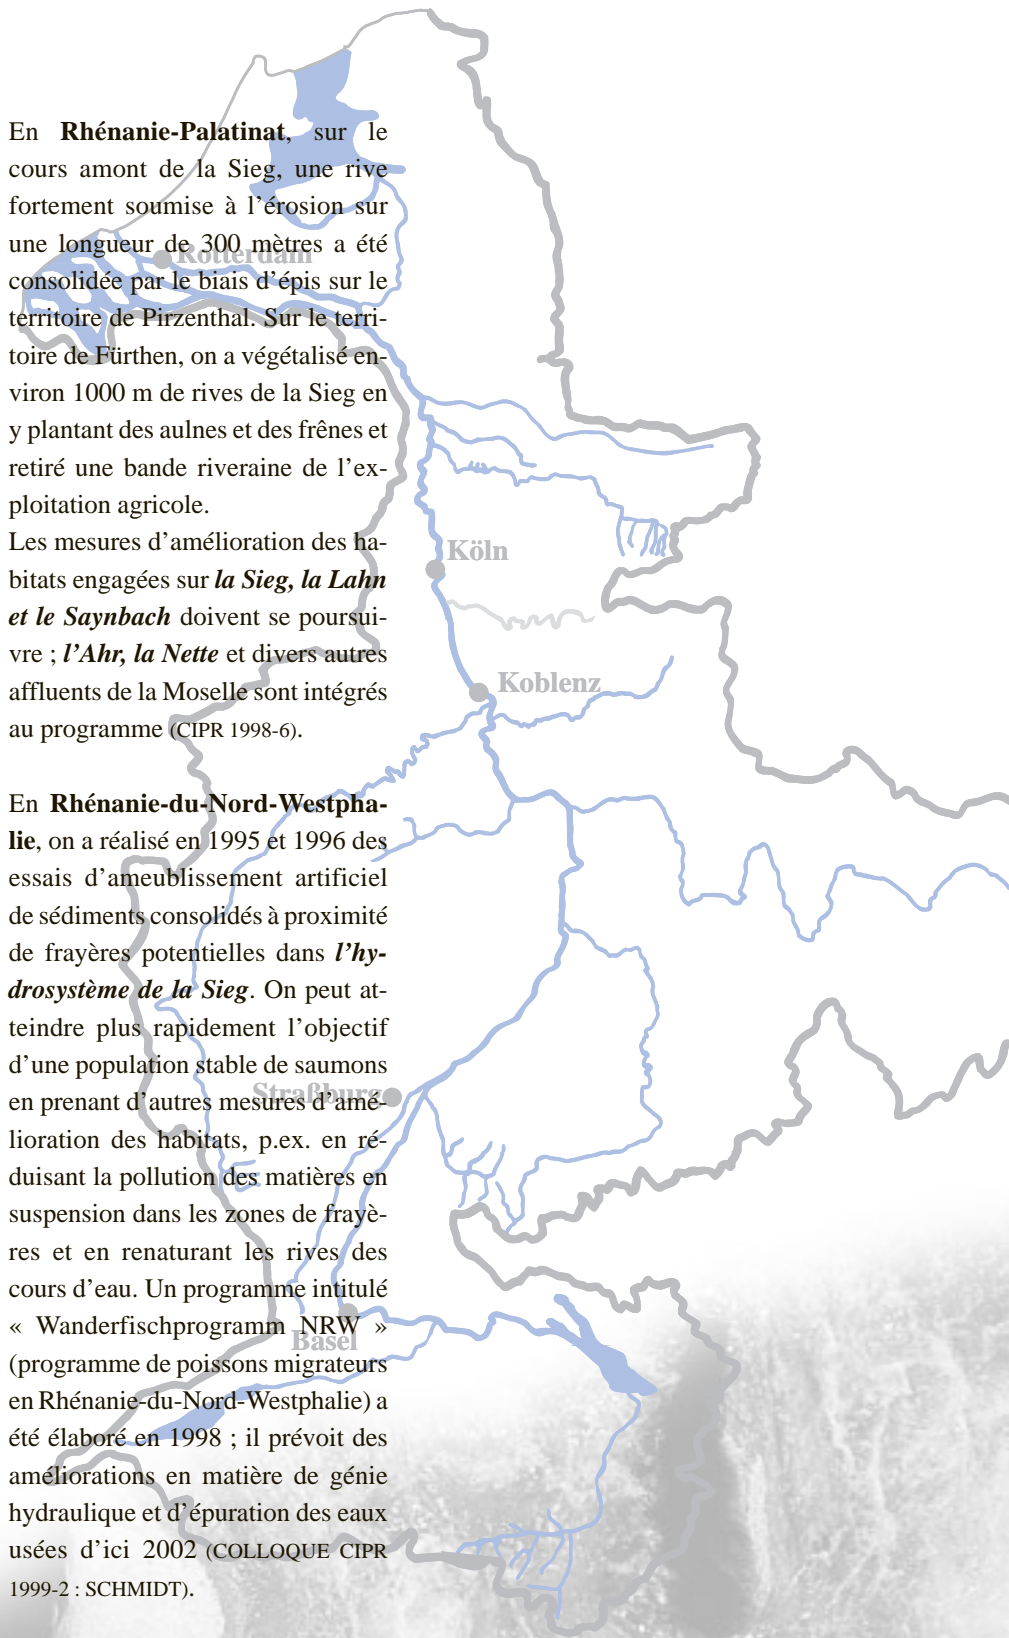 En Rhénanie-Palatinat, sur le
cours amont de la Sieg, une rive
fortement soumise à l’érosion sur
une longueur de 300 mètres a été
consolidée par le biais d’épis sur le
territoire de Pirzenthal. Sur le terri-
toire de Fürthen, on a végétalisé en-
viron 1000 m de rives de la Sieg en
y plantant des aulnes et des frênes et
retiré une bande riveraine de l’ex-
ploitation agricole.
Les mesures d’amélioration des ha-
bitats engagées sur la Sieg, la Lahn
et le Saynbach doivent se poursui-
vre ; l’Ahr, la Nette et divers autres
affluents de la Moselle sont intégrés
au programme (CIPR 1998-6).
En Rhénanie-du-Nord-Westpha-
lie, on a réalisé en 1995 et 1996 des
essais d’ameublissement artificiel
de sédiments consolidés à proximité
de frayères potentielles dans l’hy-
drosystème de la Sieg. On peut at-
teindre plus rapidement l’objectif
d’une population stable de saumons
en prenant d’autres mesures d’amé-
lioration des habitats, p.ex. en ré-
duisant la pollution des matières en
suspension dans les zones de frayè-
res et en renaturant les rives des
cours d’eau. Un programme intitulé
« Wanderfischprogramm NRW »
(programme de poissons migrateurs
en Rhénanie-du-Nord-Westphalie) a
été élaboré en 1998 ; il prévoit des
améliorations en matière de génie
hydraulique et d’épuration des eaux
usées d’ici 2002 (COLLOQUE CIPR
1999-2 : SCHMIDT).
Rotterdam
Köln
Koblenz
Straßburg
Basel